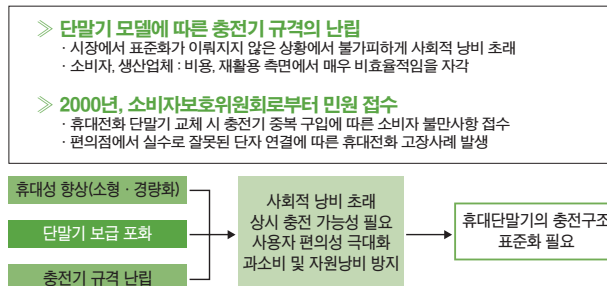 ≫ 단말기 모델에 따른 충전기 규격의 난립
· 시장에서 표준화가 이뤄지지 않은 상황에서 불가피하게 사회적 낭비 초래
· 소비자, 생산업체 : 비용, 재활용 측면에서 매우 비효율적임을 자각
≫ 2000년, 소비자보호위원회로부터 민원 접수
· 휴대전화 단말기 교체 시 충전기 중복 구입에 따른 소비자 불만사항 접수
· 편의점에서 실수로 잘못된 단자 연결에 따른 휴대전화 고장사례 발생
휴대성 향상(소형 · 경량화)
단말기 보급 포화
충전기 규격 난립
사회적 낭비 초래
상시 충전 가능성 필요
사용자 편의성 극대화
과소비 및 자원낭비 방지
휴대단말기의 충전구조
표준화 필요